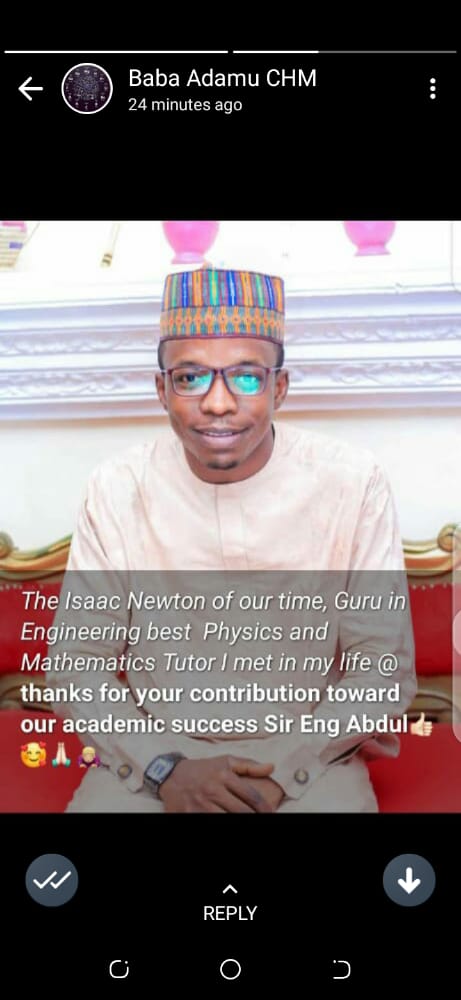 Baba Adamu CHM
24 minutes ago
The Isaac Newton of our time, Guru in
Engineering best  Physics and
Mathematics Tutor I met in my life @
thanks for your contribution toward
our academic success Sir Eng Abdul👍🏻
🥰🙏🏻🙇🏼‍♀️
REPLY